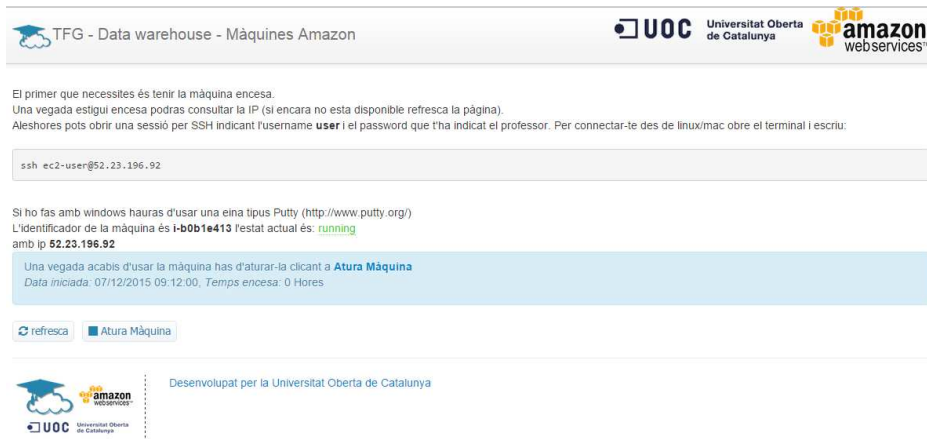 TFG - Data warehouse - Màquines Amazon
UOC Universitat Oberta
de Catalunya
amazon
webservices™
El primer que necessites és tenir la màquina encesa.
Una vegada estigui encesa podras consultar la IP (si encara no esta disponible refresca la pàgina).
Aleshores pots obrir una sessió per SSH indicant l'username user i el password que t'ha indicat el professor. Per connectar-te des de linux/mac obre el terminal i escriu:
ssh ec2-user@52.23.196.92
Si ho fas amb windows hauras d'usar una eina tipus Putty (http://www.putty.org/)
L'identificador de la màquina és i-b0b1e413 l'estat actual és: running
amb ip 52.23.196.92
Una vegada acabis d'usar la màquina has d'aturar-la clicant a Atura Màquina
Data iniciada: 07/12/2015 09:12:00, Temps encesa: 0 Hores
refresca Atura Màquina
Desenvolupat per la Universitat Oberta de Catalunya
amazon
webservices™
UOC Universitat Oberta
de Catalunya